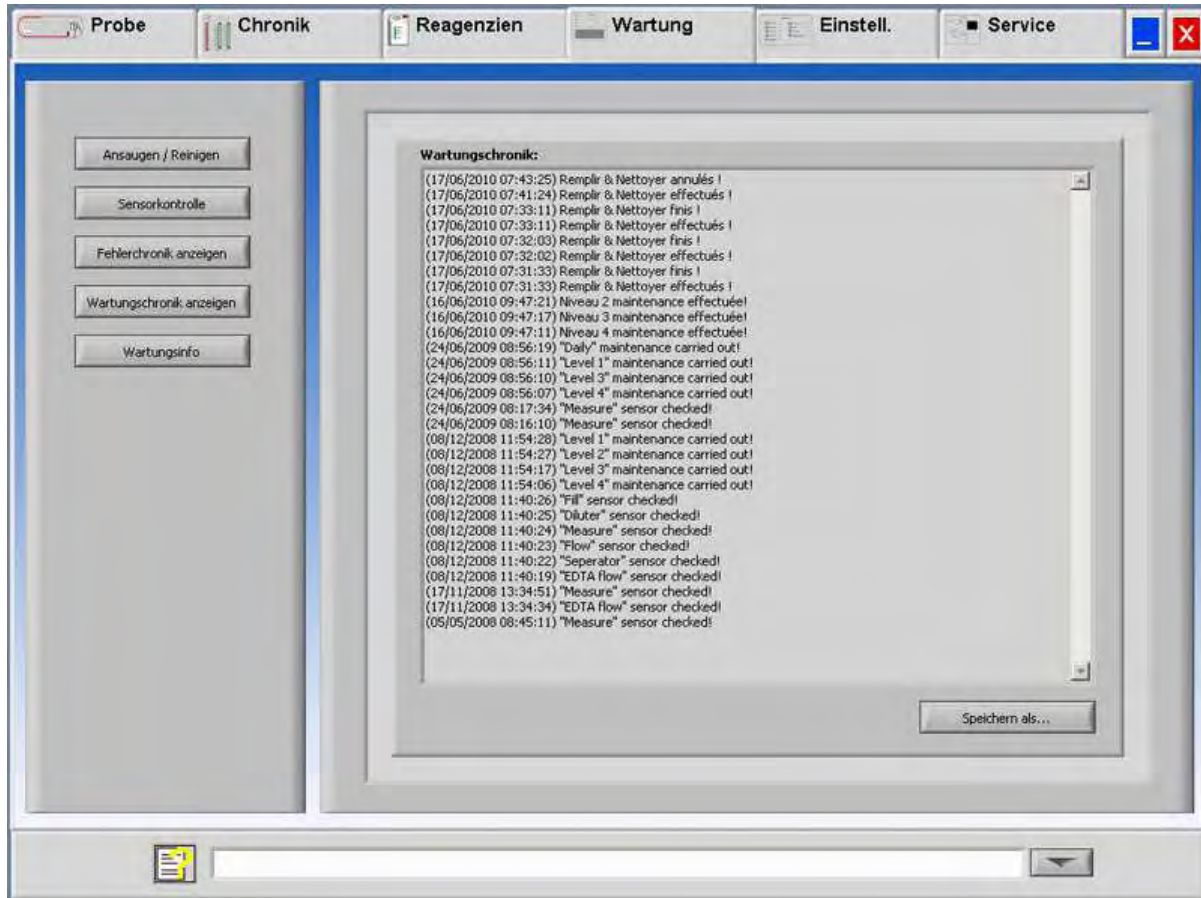 Probe
Chronik
Reagenzien
Wartung
Einstell.
Service
Ansaugen / Reinigen
Sensorkontrolle
Fehlerchronik anzeigen
Wartungschronik anzeigen
Wartungsinfo
Wartungschronik:
(17/06/2010 07:43:25) Remplir & Nettoyer annulés !
(17/06/2010 07:41:24) Remplir & Nettoyer effectués !
(17/06/2010 07:33:11) Remplir & Nettoyer finis !
(17/06/2010 07:33:11) Remplir & Nettoyer effectués !
(17/06/2010 07:32:03) Remplir & Nettoyer finis !
(17/06/2010 07:32:02) Remplir & Nettoyer effectués !
(17/06/2010 07:31:33) Remplir & Nettoyer finis !
(17/06/2010 07:31:33) Remplir & Nettoyer effectués !
(16/06/2010 09:47:21) Niveau 2 maintenance effectuée!
(16/06/2010 09:47:17) Niveau 3 maintenance effectuée!
(16/06/2010 09:47:11) Niveau 4 maintenance effectuée!
(24/06/2009 08:56:19) "Daily" maintenance carried out!
(24/06/2009 08:56:11) "Level 1" maintenance carried out!
(24/06/2009 08:56:10) "Level 3" maintenance carried out!
(24/06/2009 08:56:07) "Level 4" maintenance carried out!
(24/06/2009 08:17:34) "Measure" sensor checked!
(24/06/2009 08:16:10) "Measure" sensor checked!
(08/12/2008 11:54:28) "Level 1" maintenance carried out!
(08/12/2008 11:54:27) "Level 2" maintenance carried out!
(08/12/2008 11:54:17) "Level 3" maintenance carried out!
(08/12/2008 11:54:06) "Level 4" maintenance carried out!
(08/12/2008 11:40:26) "Fill" sensor checked!
(08/12/2008 11:40:25) "Diluter" sensor checked!
(08/12/2008 11:40:24) "Measure" sensor checked!
(08/12/2008 11:40:23) "Flow" sensor checked!
(08/12/2008 11:40:22) "Seperator" sensor checked!
(08/12/2008 11:40:19) "EDTA flow" sensor checked!
(17/11/2008 13:34:51) "Measure" sensor checked!
(17/11/2008 13:34:34) "EDTA flow" sensor checked!
(05/05/2008 08:45:11) "Measure" sensor checked!
Speichern als...